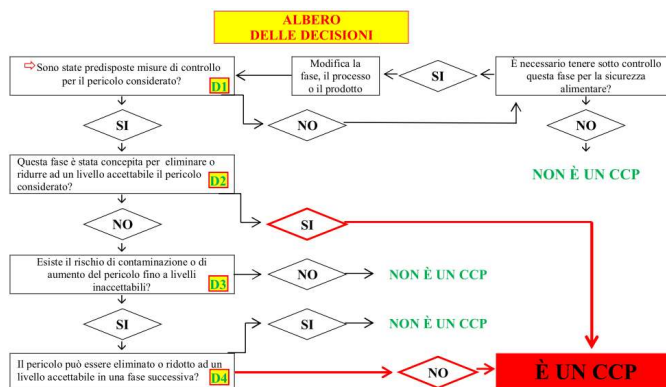 ALBERO
DELLE DECISIONI
⇨Sono state predisposte misure di controllo
per il pericolo considerato?
D1
Modifica la
fase, il processo
o il prodotto
SI
È necessario tenere sotto controllo
questa fase per la sicurezza
alimentare?
SI
NO
NO
NON È UN CCP
Questa fase è stata concepita per eliminare o
ridurre ad un livello accettabile il pericolo
considerato?
D2
NO
SI
Esiste il rischio di contaminazione o di
aumento del pericolo fino a livelli
inaccettabili?
D3
NO
NON È UN CCP
SI
SI
NON È UN CCP
Il pericolo può essere eliminato o ridotto ad un
livello accettabile in una fase successiva?
D4
NO
È UN CCP